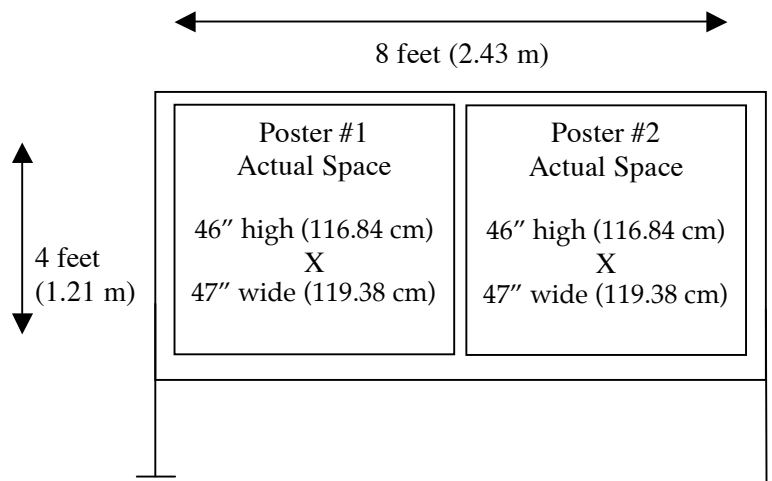 8 feet (2.43 m)
Poster #1
Actual Space
46″ high (116.84 cm)
X
47″ wide (119.38 cm)
Poster #2
Actual Space
46″ high (116.84 cm)
X
47″ wide (119.38 cm)
4 feet
(1.21 m)